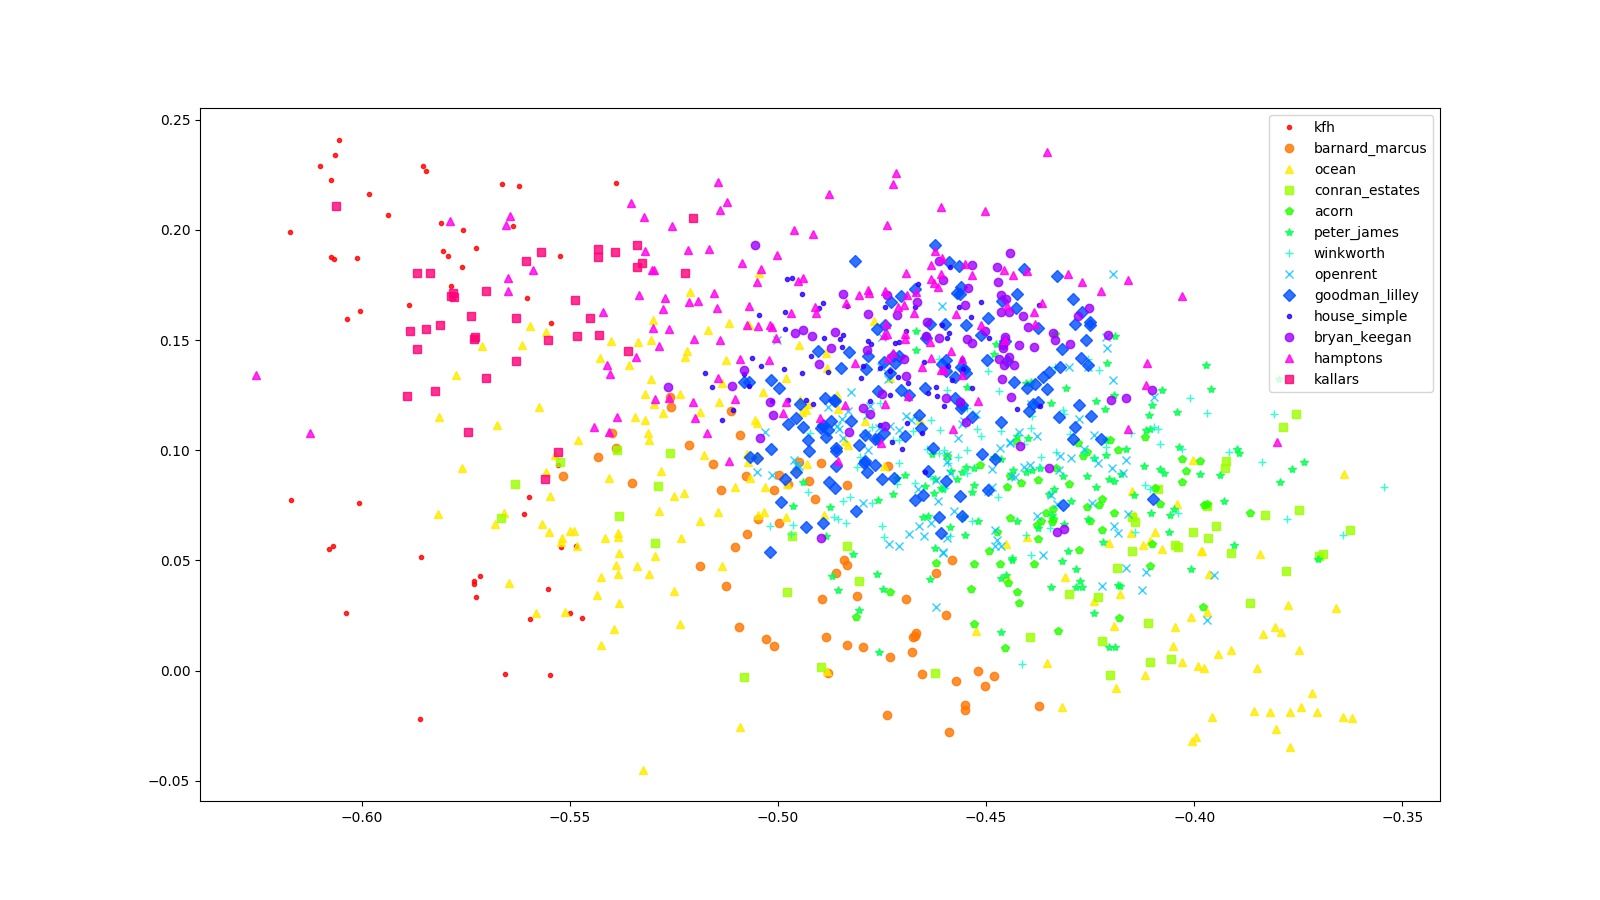 0.25
0.20
0.15
0.10
0.05
0.00
−0.05
−0.60
−0.55
−0.50
−0.45
−0.40
−0.35
kfh
barnard_marcus
ocean
conran_estates
acorn
peter_james
winkworth
openrent
goodman_lilley
house_simple
bryan_keegan
hamptons
kallars